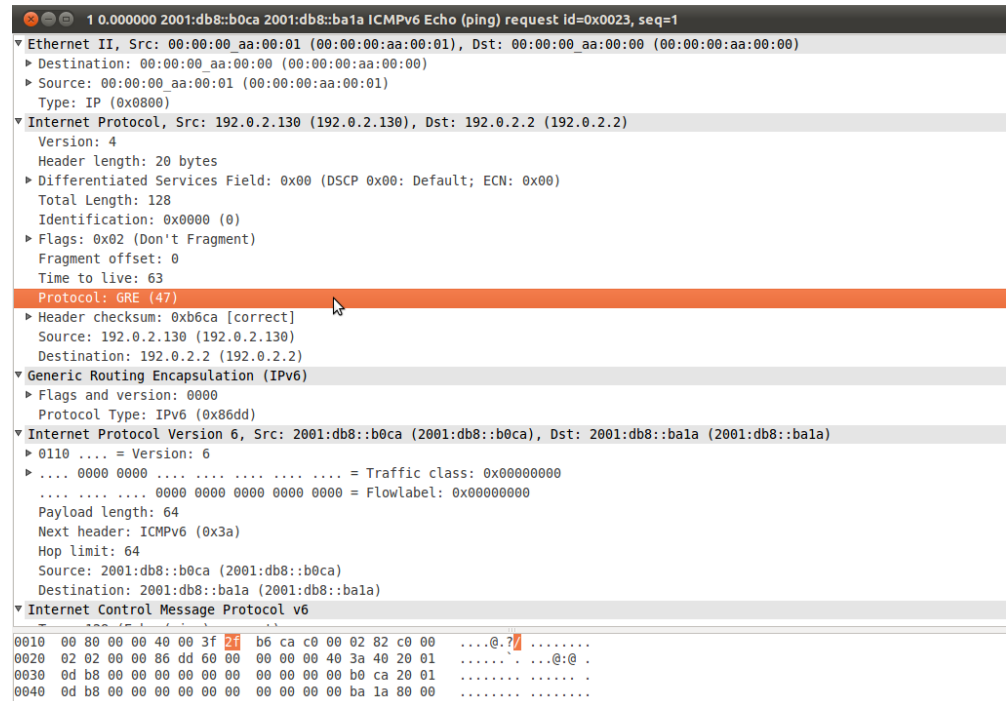 1 0.000000 2001:db8::b0ca 2001:db8::ba1a ICMPv6 Echo (ping) request id=0x0023, seq=1
Ethernet II, Src: 00:00:00_aa:00:01 (00:00:00:aa:00:01), Dst: 00:00:00_aa:00:00 (00:00:00:aa:00:00)
Destination: 00:00:00_aa:00:00 (00:00:00:aa:00:00)
Source: 00:00:00_aa:00:01 (00:00:00:aa:00:01)
Type: IP (0x0800)
Internet Protocol, Src: 192.0.2.130 (192.0.2.130), Dst: 192.0.2.2 (192.0.2.2)
Version: 4
Header length: 20 bytes
Differentiated Services Field: 0x00 (DSCP 0x00: Default; ECN: 0x00)
Total Length: 128
Identification: 0x0000 (0)
Flags: 0x02 (Don't Fragment)
Fragment offset: 0
Time to live: 63
Protocol: GRE (47)
Header checksum: 0xb6ca [correct]
Source: 192.0.2.130 (192.0.2.130)
Destination: 192.0.2.2 (192.0.2.2)
Generic Routing Encapsulation (IPv6)
Flags and version: 0000
Protocol Type: IPv6 (0x86dd)
Internet Protocol Version 6, Src: 2001:db8::b0ca (2001:db8::b0ca), Dst: 2001:db8::ba1a (2001:db8::ba1a)
0110 .... = Version: 6
.... 0000 0000 .... .... .... .... .... = Traffic class: 0x00000000
.... .... .... 0000 0000 0000 0000 0000 = Flowlabel: 0x00000000
Payload length: 64
Next header: ICMPv6 (0x3a)
Hop limit: 64
Source: 2001:db8::b0ca (2001:db8::b0ca)
Destination: 2001:db8::ba1a (2001:db8::ba1a)
Internet Control Message Protocol v6
0010 00 80 00 00 40 00 3f 2f b6 ca c0 00 02 82 c0 00 ....@.?/ ........
0020 02 02 00 00 86 dd 60 00 00 00 00 40 3a 40 20 01 ......`. ...@:@ .
0030 0d b8 00 00 00 00 00 00 00 00 00 00 b0 ca 20 01 ........ ...... .
0040 0d b8 00 00 00 00 00 00 00 00 00 00 ba 1a 80 00 ........ ........